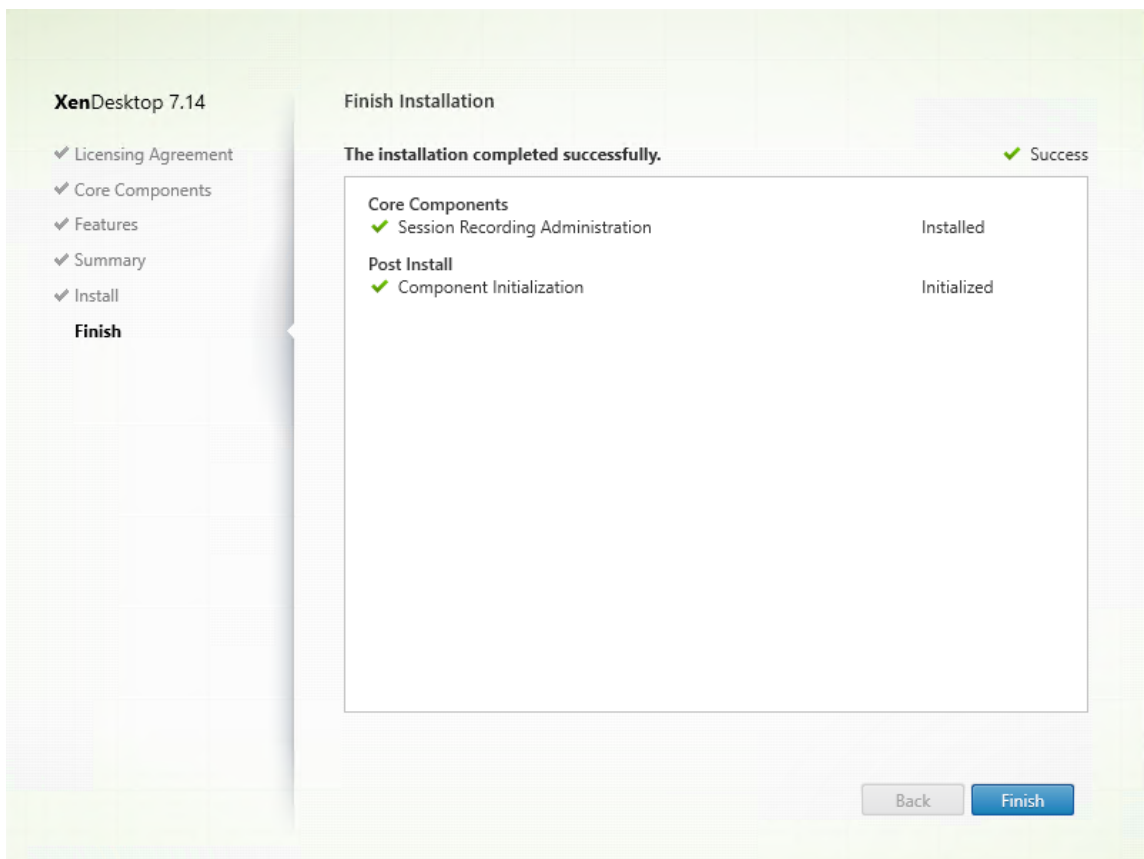 XenDesktop 7.14
Licensing Agreement
Core Components
Features
Summary
Install
Finish
Finish Installation
The installation completed successfully.
Success
Core Components
Session Recording Administration Installed
Post Install
Component Initialization Initialized
Back
Finish